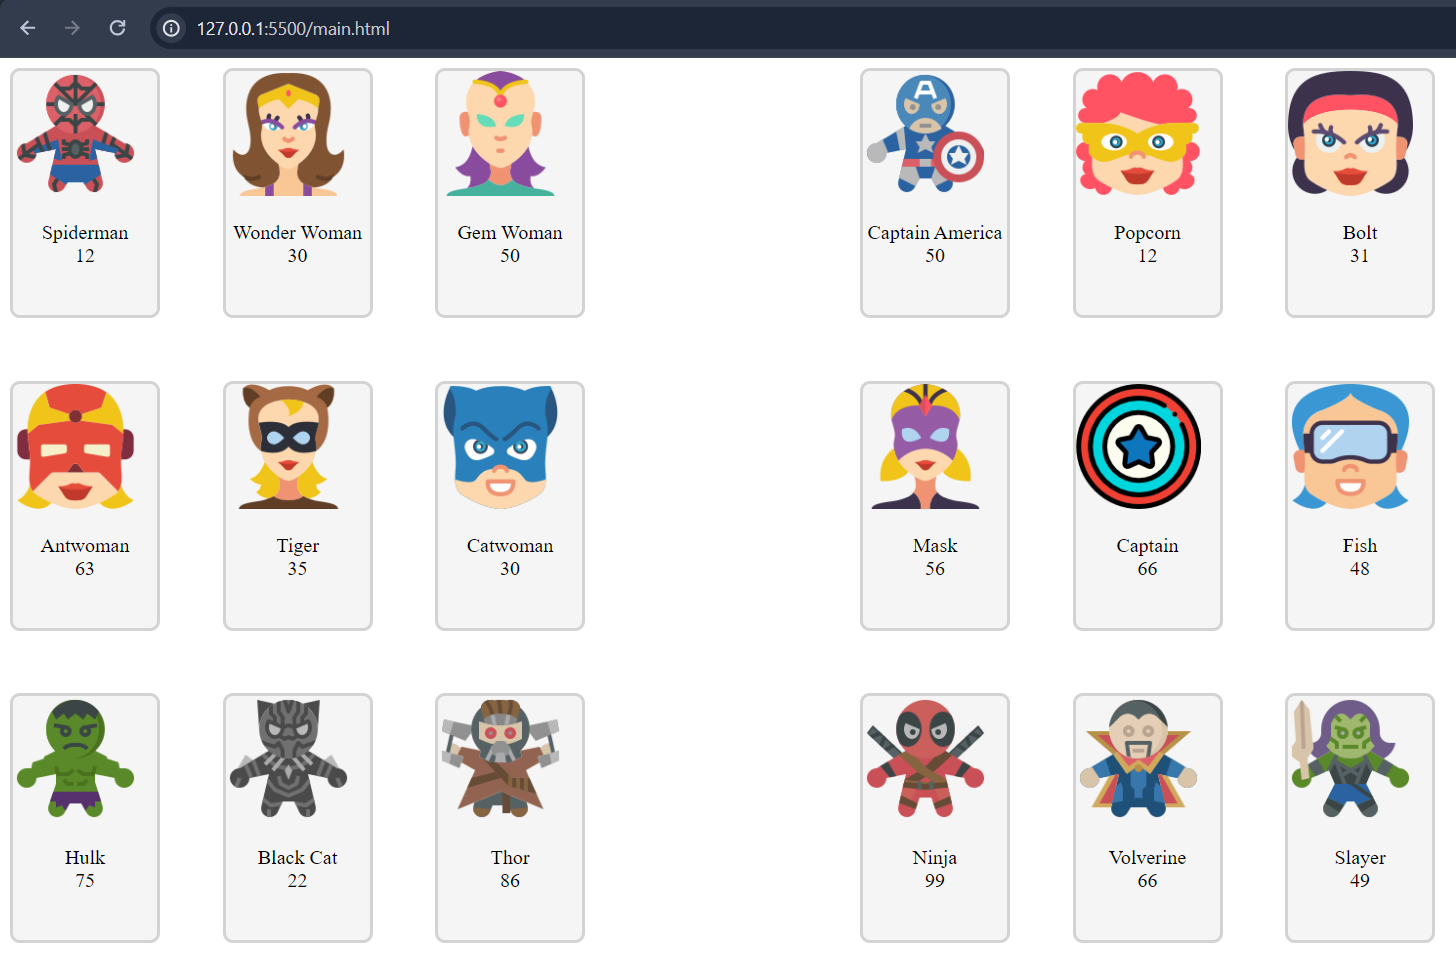 127.0.0.1:5500/main.html
Spiderman
12
Wonder Woman
30
Gem Woman
50
A
Captain America
50
Popcorn
12
Bolt
31
Antwoman
63
Tiger
35
Catwoman
30
Mask
56
Captain
66
Fish
48
Hulk
75
Black Cat
22
Thor
86
Ninja
99
Volverine
66
Slayer
49